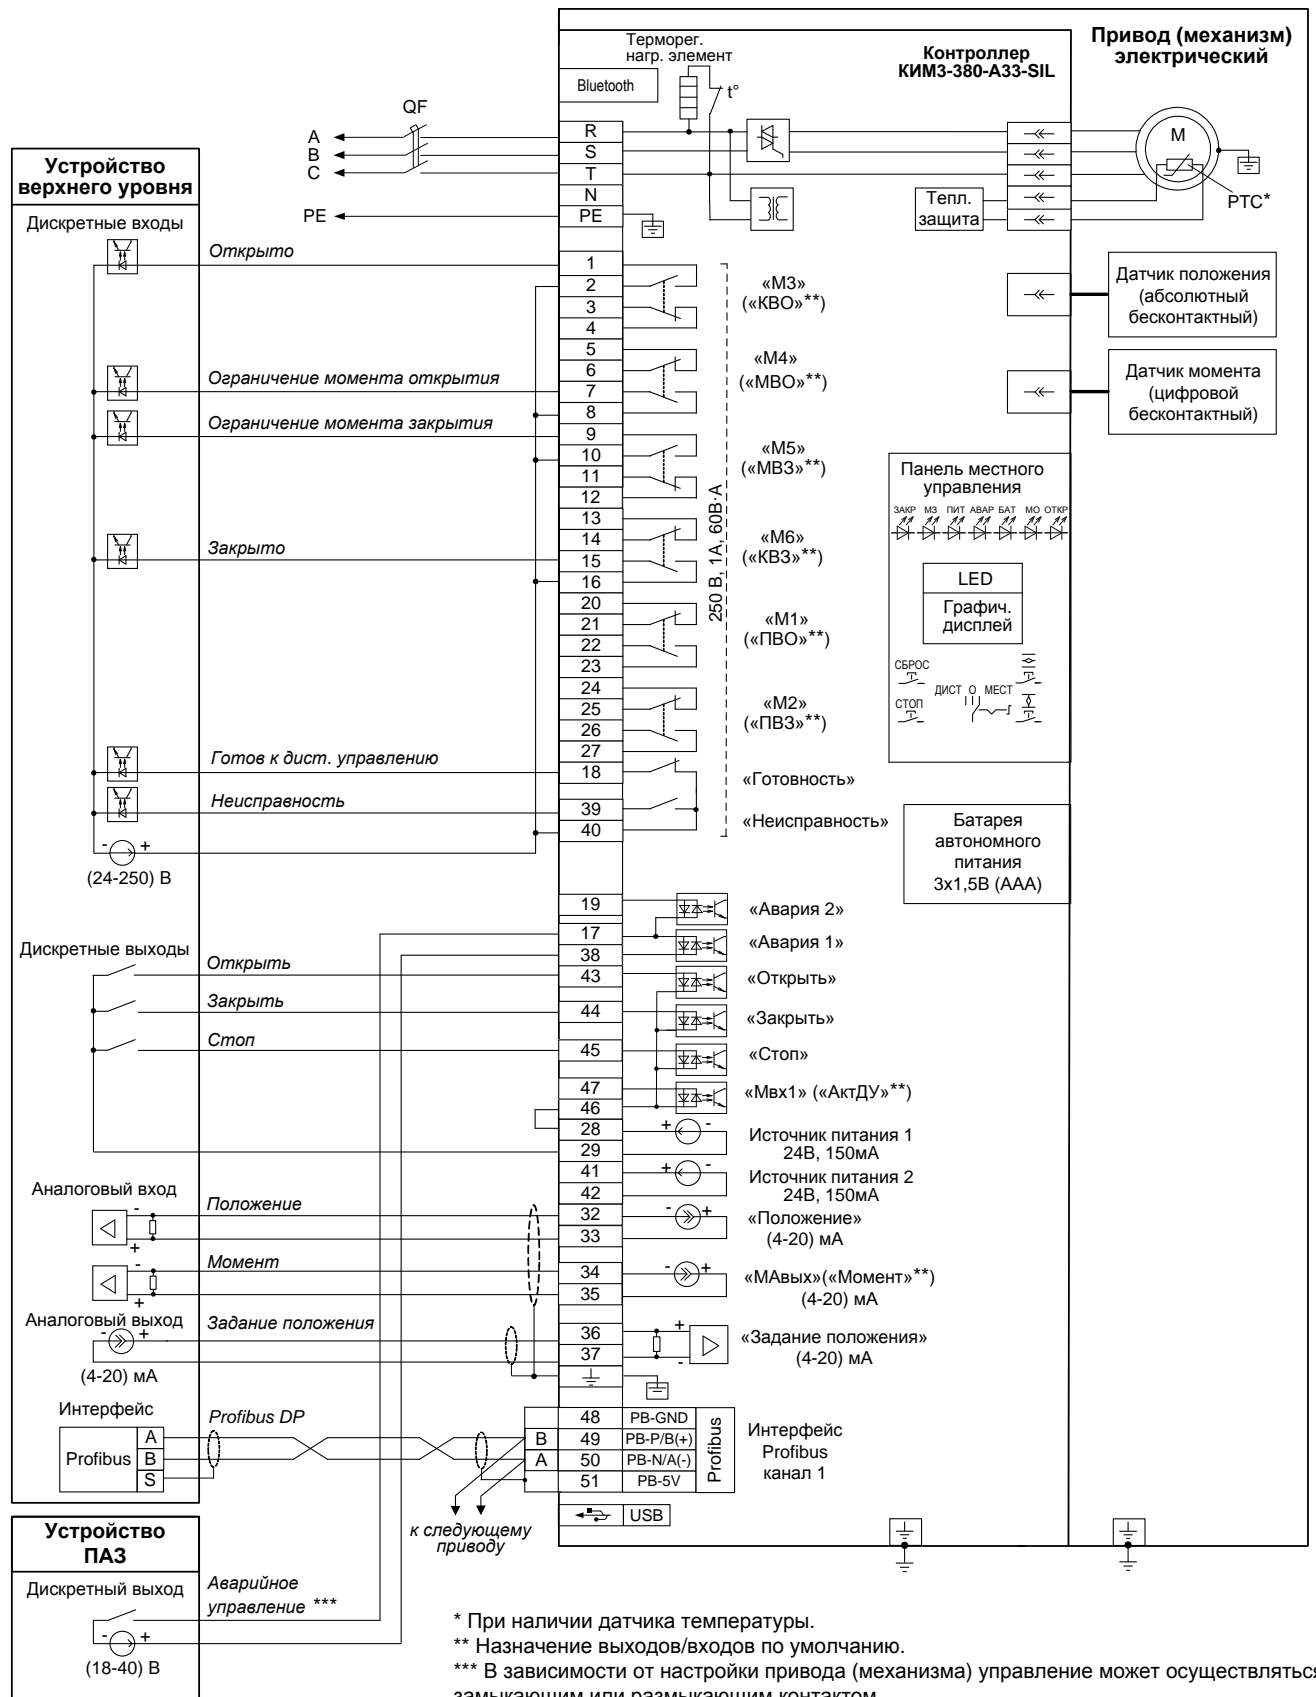 Привод (механизм)
электрический
Контроллер
КИМ3-380-А33-SIL
Терморег.
нагр. элемент
t°
Bluetooth
QF
A
B
C
PE
R
S
T
N
PE
M
PTC*
Тепл.
защита
Устройство
верхнего уровня
Дискретные входы
Открыто
Ограничение момента открытия
Ограничение момента закрытия
Закрыто
Готов к дист. управлению
Неисправность
- +
(24-250) В
1
2
3
4
5
6
7
8
9
10
11
12
13
14
15
16
20
21
22
23
24
25
26
27
18
39
40
«М3»
(«КВО»**)
«М4»
(«МВО»**)
«М5»
(«МВЗ»**)
«М6»
(«КВЗ»**)
«М1»
(«ПВО»**)
«М2»
(«ПВЗ»**)
«Готовность»
«Неисправность»
250 В, 1А, 60В·А
Датчик положения
(абсолютный
бесконтактный)
Датчик момента
(цифровой
бесконтактный)
Панель местного
управления
ЗАКР МЗ ПИТ АВАР БАТ МО ОТКР
LED
Графич.
дисплей
СБРОС
СТОП
ДИСТ О МЕСТ
Батарея
автономного
питания
3х1,5В (ААА)
Дискретные выходы
Открыть
Закрыть
Стоп
19
17
38
43
44
45
47
46
28
29
41
42
32
33
34
35
36
37
«Авария 2»
«Авария 1»
«Открыть»
«Закрыть»
«Стоп»
«Мвх1» («АктДУ»**)
+ -
Источник питания 1
24В, 150мА
+ -
Источник питания 2
24В, 150мА
- +
«Положение»
(4-20) мА
- +
«МАвых»(«Момент»**)
(4-20) мА
+
-
«Задание положения»
(4-20) мА
Аналоговый вход
Положение
-
+
Момент
-
+
Аналоговый выход
Задание положения
- +
(4-20) мА
Интерфейс
Profibus DP
Profibus
A
B
S
B
A
48 PB-GND
49 PB-P/B(+)
50 PB-N/A(-)
51 PB-5V
Profibus
Интерфейс
Profibus
канал 1
USB
к следующему
приводу
Устройство
ПАЗ
Дискретный выход
Аварийное
управление ***
- +
(18-40) В
* При наличии датчика температуры.
** Назначение выходов/входов по умолчанию.
*** В зависимости от настройки привода (механизма) управление может осуществляться
замыкающим или размыкающим контактом